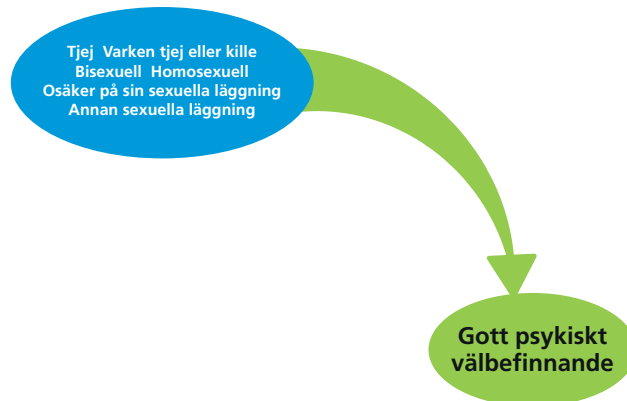 Tjej  Varken tjej eller kille
Bisexuell  Homosexuell
Osäker på sin sexuella läggning
Annan sexuella läggning
Gott psykiskt
välbefinnande